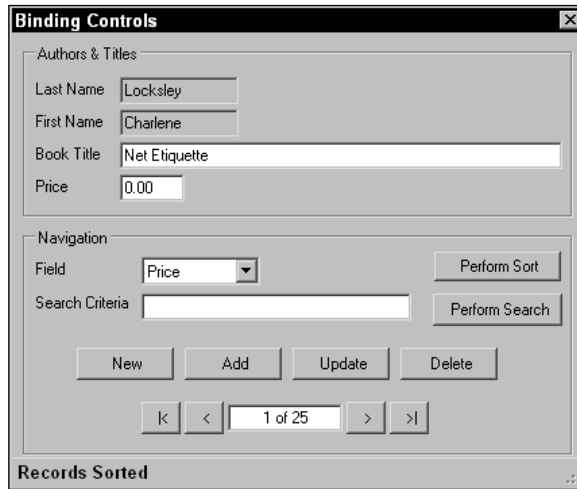 Binding Controls
Authors & Titles
Last Name Locksley
First Name Charlene
Book Title Net Etiquette
Price 0.00
Navigation
Field Price Perform Sort
Search Criteria Perform Search
New Add Update Delete
|< < 1 of 25 > >|
Records Sorted